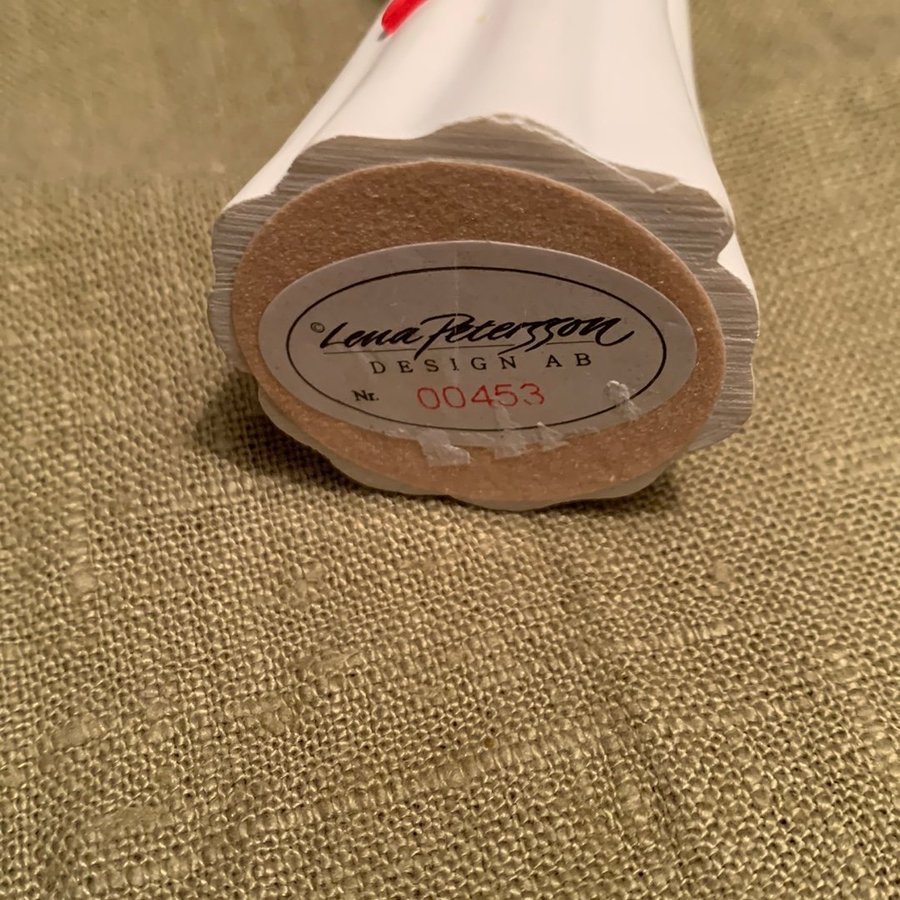 © Lena Petersson
DESIGN AB
Nr. 00453